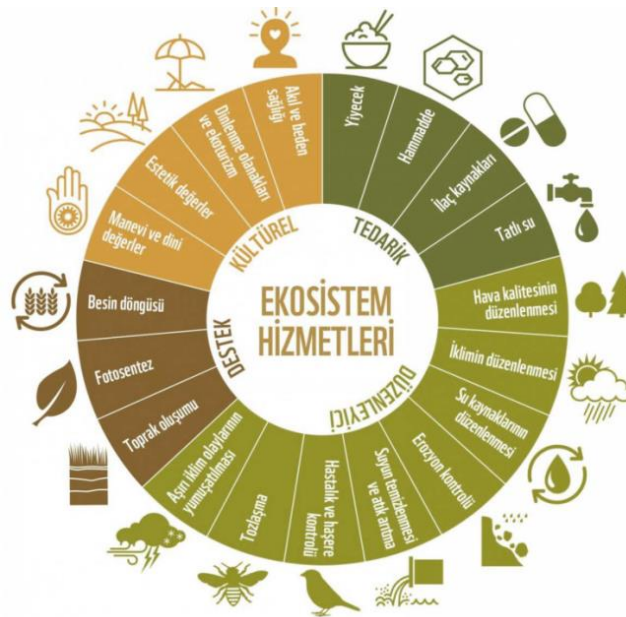 EKOSİSTEM
HİZMETLERİ
TEDARİK
Yiyecek
Hammadde
İlaç kaynakları
Tatlı su
DÜZENLEYİCİ
Hava kalitesinin
düzenlenmesi
İklimin düzenlenmesi
Su kaynaklarının
düzenlenmesi
Erozyon kontrolü
Suyun temizlenmesi
ve atık arıtma
Hastalık ve haşere
kontrolü
Tozlaşma
Aşırı iklim olaylarının
yumuşatılması
DESTEK
Toprak oluşumu
Fotosentez
Besin döngüsü
KÜLTÜREL
Manevi ve dini
değerler
Estetik değerler
Dinlenme olanakları
ve ekoturizm
Akıl ve beden
sağlığı